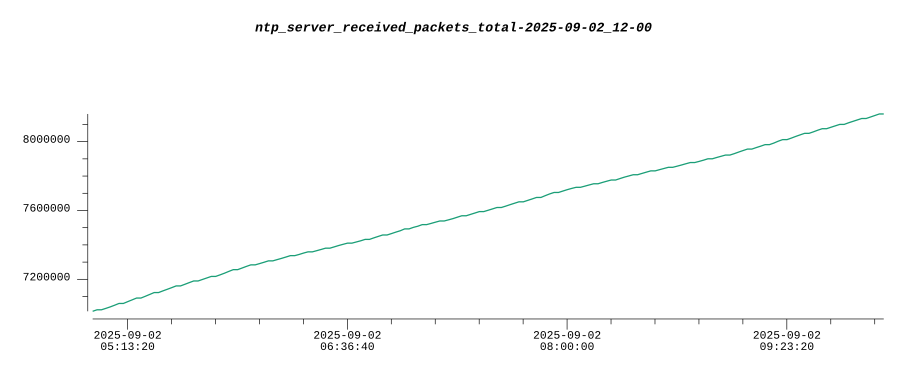 ntp_server_received_packets_total-2025-09-02_12-00
8000000
7600000
7200000
2025-09-02 2025-09-02 2025-09-02 2025-09-02
05:13:20 06:36:40 08:00:00 09:23:20